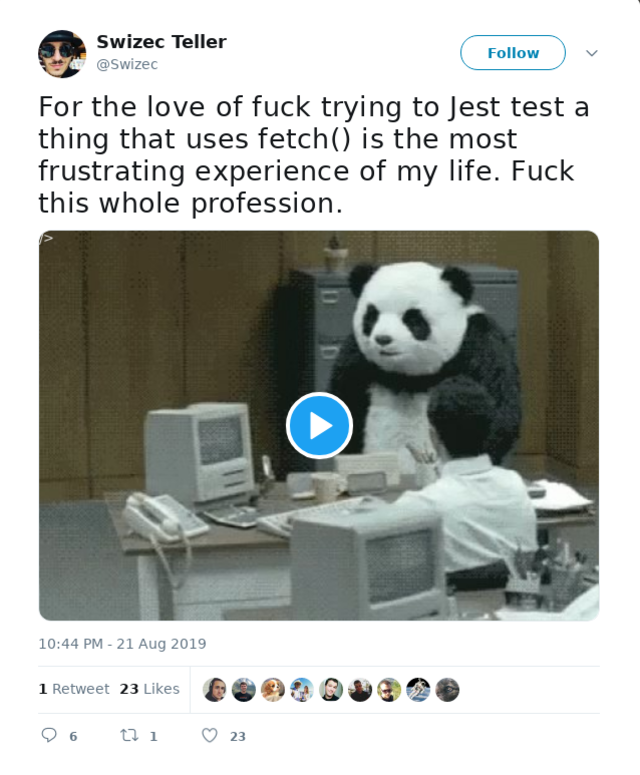 Swizec Teller
@Swizec
Follow
For the love of fuck trying to Jest test a
thing that uses fetch() is the most
frustrating experience of my life. Fuck
this whole profession.
/>
10:44 PM - 21 Aug 2019
1 Retweet 23 Likes
6 1 23